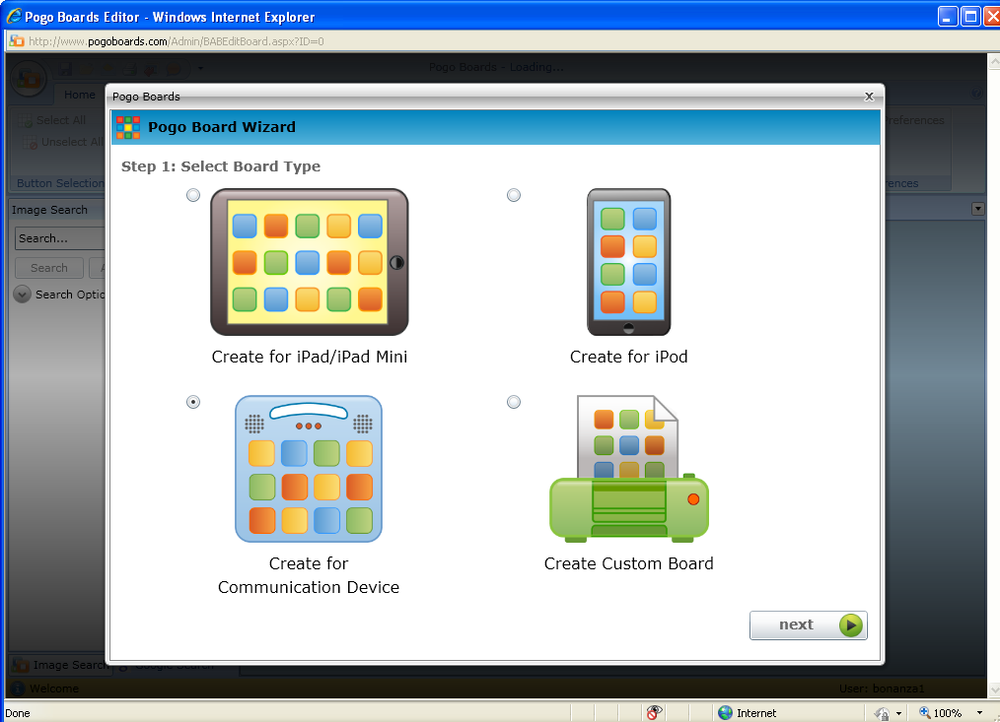 Pogo Boards Editor - Windows Internet Explorer
http://www.pogoboards.com/Admin/BABEditBoard.aspx?ID=0
Pogo Boards - Loading...
Home
Select All
Unselect All
Button Selection
Preferences
Image Search
Search...
Search
A
Pogo Boards
x
Pogo Board Wizard
Step 1: Select Board Type
Create for iPad/iPad Mini
Create for iPod
Create for
Communication Device
Create Custom Board
next
Image Search
Google Search
Welcome
User: bonanza1
Done
Internet
100%